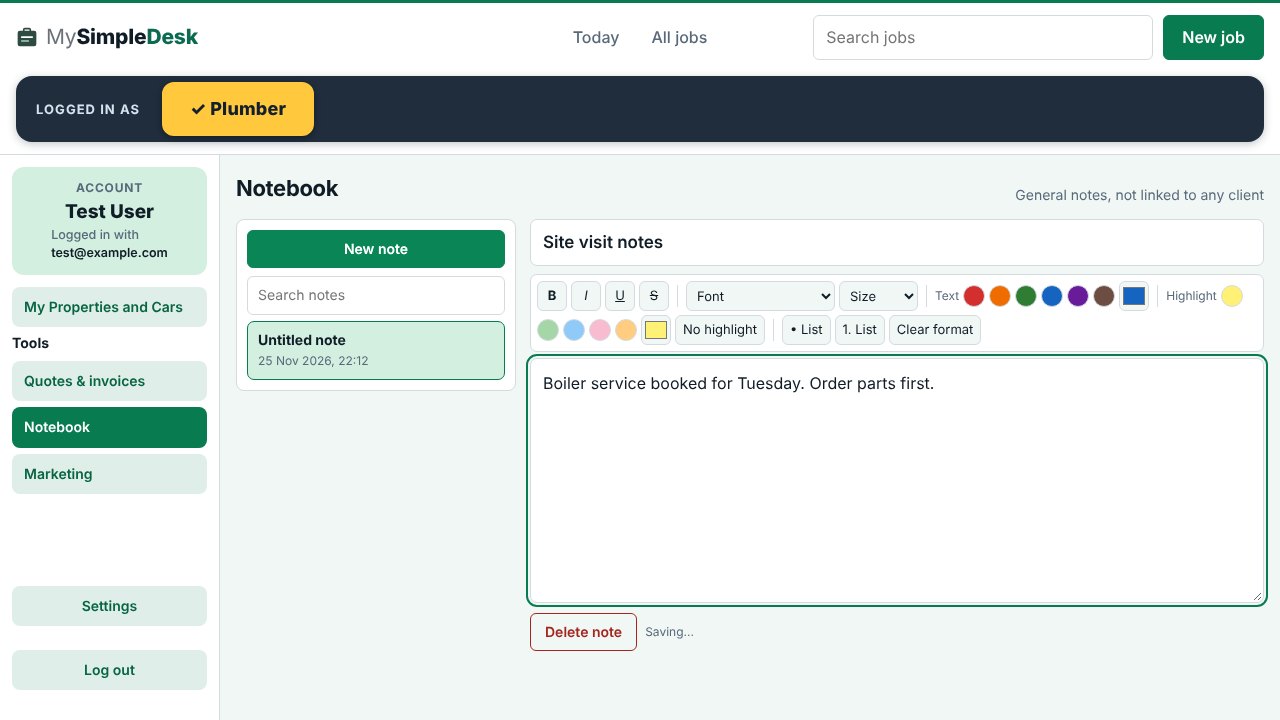 MySimpleDesk
Today
All jobs
Search jobs
New job
LOGGED IN AS
✓ Plumber
ACCOUNT
Test User
Logged in with
test@example.com
My Properties and Cars
Tools
Quotes & invoices
Notebook
Marketing
Settings
Log out
Notebook
General notes, not linked to any client
New note
Search notes
Untitled note
25 Nov 2026, 22:12
Site visit notes
B I U S Font Size Text Highlight
No highlight • List 1. List Clear format
Boiler service booked for Tuesday. Order parts first.
Delete note
Saving...